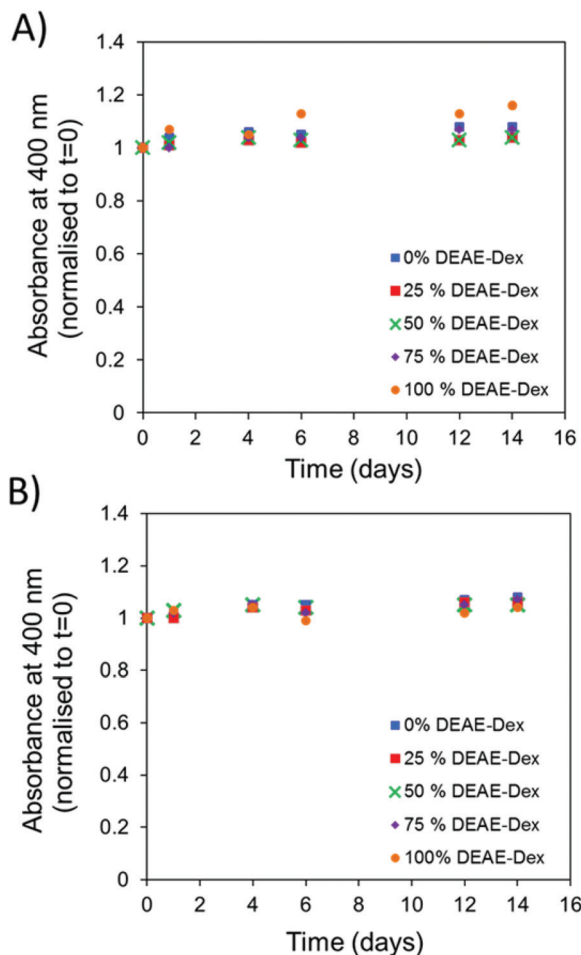 A)
Absorbance at 400 nm
(normalised to t=0)
1.4
1.2
1
0.8
0.6
0.4
0.2
0
0% DEAE-Dex
25 % DEAE-Dex
50 % DEAE-Dex
75 % DEAE-Dex
100 % DEAE-Dex
0 2 4 6 8 10 12 14 16
Time (days)
B)
Absorbance at 400 nm
(normalised to t=0)
1.4
1.2
1
0.8
0.6
0.4
0.2
0
0% DEAE-Dex
25 % DEAE-Dex
50 % DEAE-Dex
75 % DEAE-Dex
100% DEAE-Dex
0 2 4 6 8 10 12 14 16
Time (days)